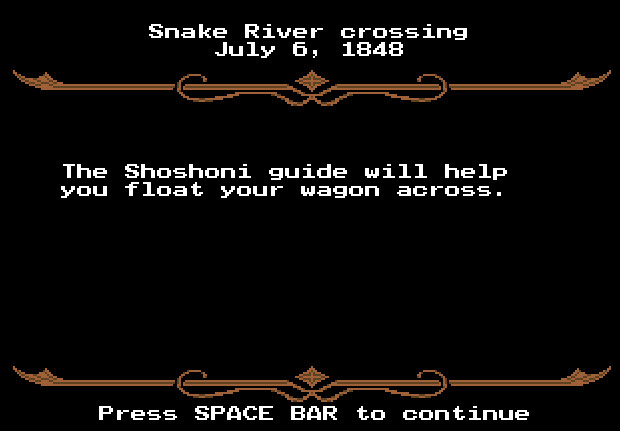 Snake River crossing
July 6, 1848
The Shoshoni guide will help
you float your wagon across.
Press SPACE BAR to continue